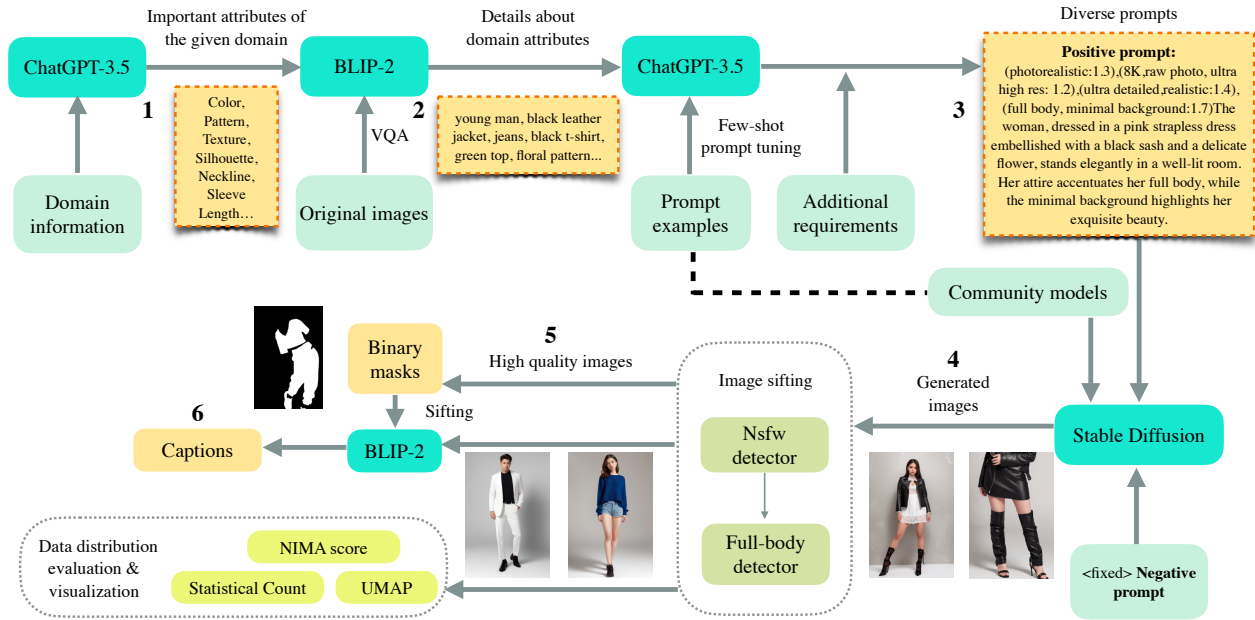 Important attributes of
the given domain
Details about
domain attributes
Diverse prompts
ChatGPT-3.5
BLIP-2
ChatGPT-3.5
1
2
3
Color,
Pattern,
Texture,
Silhouette,
Neckline,
Sleeve
Length...
VQA
young man, black leather
jacket, jeans, black t-shirt,
green top, floral pattern...
Few-shot
prompt tuning
Positive prompt:
(photorealistic:1.3),(8K,raw photo, ultra
high res: 1.2),(ultra detailed,realistic:1.4),
(full body, minimal background:1.7)The
woman, dressed in a pink strapless dress
embellished with a black sash and a delicate
flower, stands elegantly in a well-lit room.
Her attire accentuates her full body, while
the minimal background highlights her
exquisite beauty.
Domain
information
Original images
Prompt
examples
Additional
requirements
Community models
5
High quality images
Binary
masks
Sifting
6
Captions
BLIP-2
Image sifting
Nsfw
detector
Full-body
detector
4
Generated
images
Stable Diffusion
<fixed> Negative
prompt
Data distribution
evaluation &
visualization
NIMA score
Statistical Count
UMAP